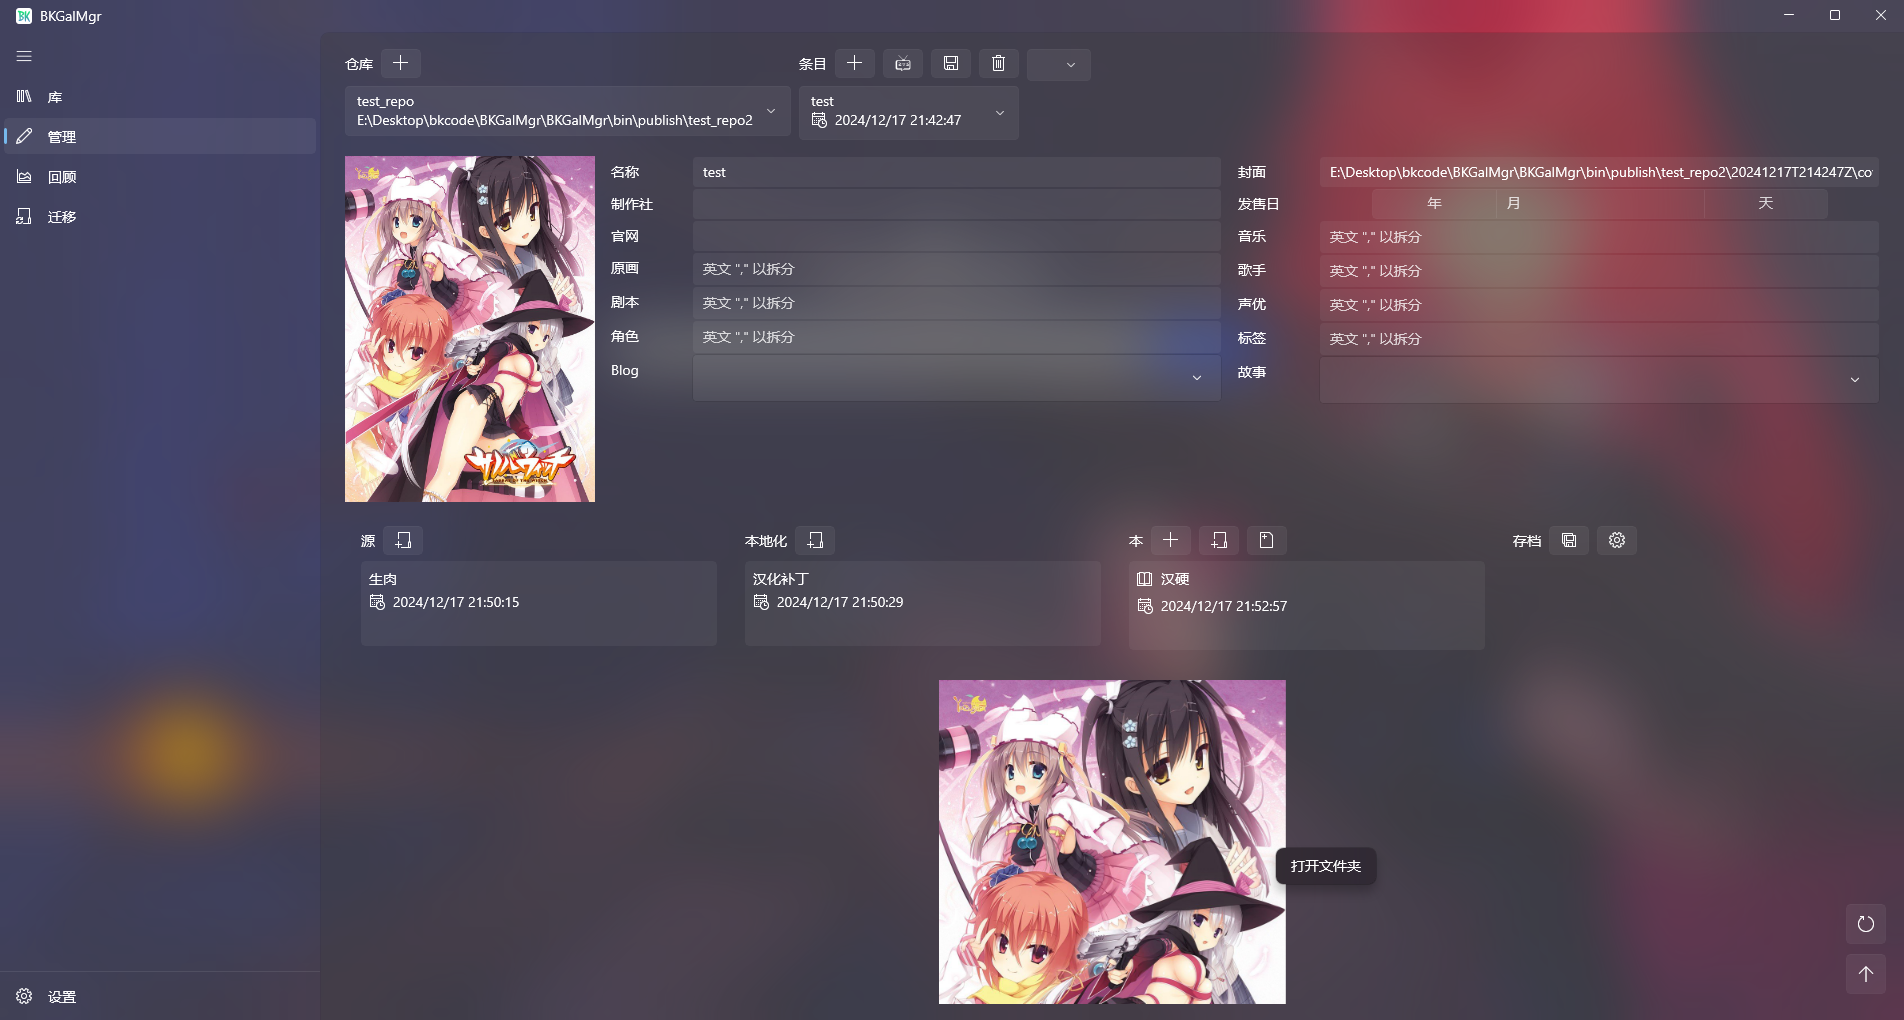 BKGalMgr
库
管理
回顾
迁移
设置
仓库
条目
test_repo
E:\Desktop\bkcode\BKGalMgr\BKGalMgr\bin\publish\test_repo2
test
2024/12/17 21:42:47
名称
test
制作社
官网
原画
英文 "," 以拆分
剧本
英文 "," 以拆分
角色
英文 "," 以拆分
Blog
封面
E:\Desktop\bkcode\BKGalMgr\BKGalMgr\bin\publish\test_repo2\20241217T214247Z\co
发售日
年 月 天
音乐
英文 "," 以拆分
歌手
英文 "," 以拆分
声优
英文 "," 以拆分
标签
英文 "," 以拆分
故事
サノバウィッチ
源
生肉
2024/12/17 21:50:15
本地化
汉化补丁
2024/12/17 21:50:29
本
汉硬
2024/12/17 21:52:57
存档
打开文件夹